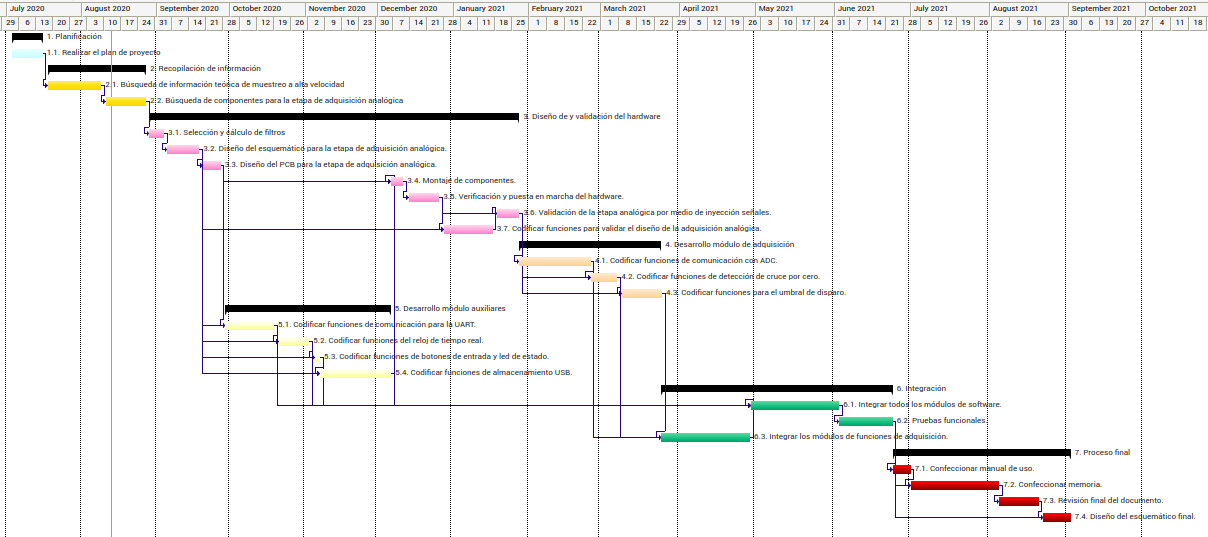 July 2020 August 2020 September 2020 October 2020 November 2020 December 2020 January 2021 February 2021 March 2021 April 2021 May 2021 June 2021 July 2021 August 2021 September 2021 October 2021
29 6 13 20 27 3 10 17 24 31 7 14 21 28 5 12 19 26 2 9 16 23 30 7 14 21 28 4 11 18 25 1 8 15 22 1 8 15 22 29 5 12 19 26 3 10 17 24 31 7 14 21 28 5 12 19 26 2 9 16 23 30 6 13 20 27 4 11 18
1. Planificación
1.1. Realizar el plan de proyecto
2. Recopilación de información
2.1. Búsqueda de información teórica de muestreo a alta velocidad
2.2. Búsqueda de componentes para la etapa de adquisición analógica
3. Diseño de y validación del hardware
3.1. Selección y cálculo de filtros
3.2. Diseño del esquemático para la etapa de adquisición analógica.
3.3. Diseño del PCB para la etapa de adquisición analógica.
3.4. Montaje de componentes.
3.5. Verificación y puesta en marcha del hardware.
3.6. Validación de la etapa analógica por medio de inyección señales.
3.7. Codificar funciones para validar el diseño de la adquisición analógica.
4. Desarrollo módulo de adquisición
4.1. Codificar funciones de comunicación con ADC.
4.2. Codificar funciones de detección de cruce por cero.
4.3. Codificar funciones para el umbral de disparo.
5. Desarrollo módulo auxiliares
5.1. Codificar funciones de comunicación para la UART.
5.2. Codificar funciones del reloj de tiempo real.
5.3. Codificar funciones de botones de entrada y led de estado.
5.4. Codificar funciones de almacenamiento USB.
6. Integración
6.1. Integrar todos los módulos de software.
6.2. Pruebas funcionales.
6.3. Integrar los módulos de funciones de adquisición.
7. Proceso final
7.1. Confeccionar manual de uso.
7.2. Confeccionar memoria.
7.3. Revisión final del documento.
7.4. Diseño del esquemático final.